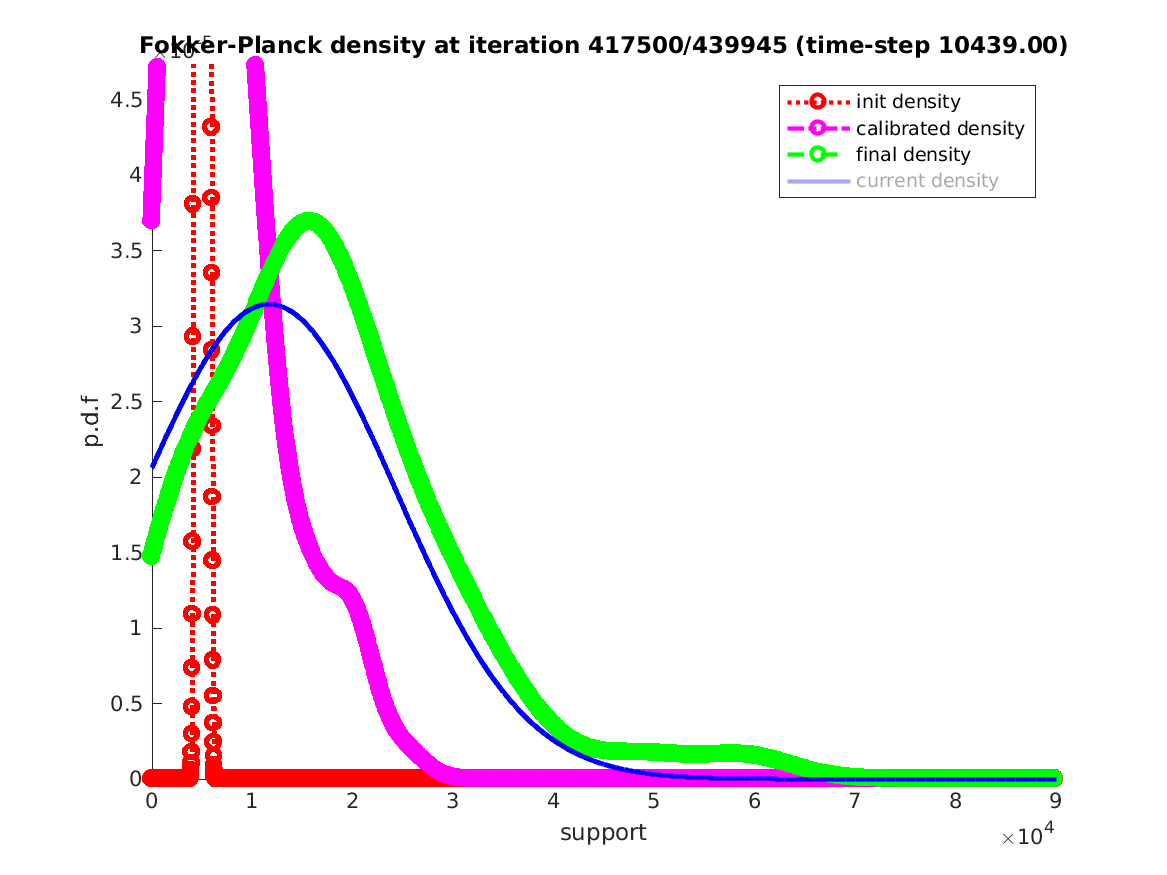 Fokker-Planck density at iteration 417500/439945 (time-step 10439.00)
×10-5
init density
calibrated density
final density
current density
4.5
4
3.5
3
2.5
2
1.5
1
0.5
0
p.d.f
0 1 2 3 4 5 6 7 8 9
support
×10^4